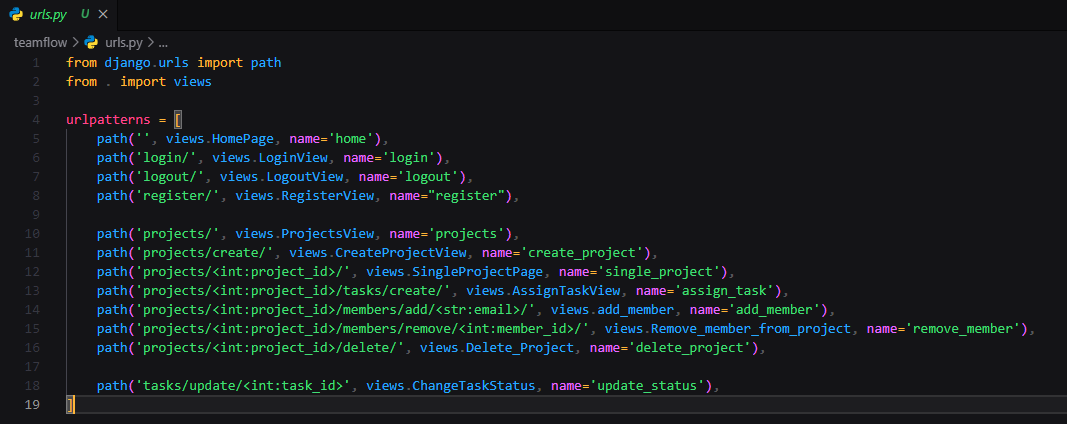 urls.py U ×
teamflow > urls.py > ...
1 from django.urls import path
2 from . import views
3
4 urlpatterns = [
5     path('', views.HomePage, name='home'),
6     path('login/', views.LoginView, name='login'),
7     path('logout/', views.LogoutView, name='logout'),
8     path('register/', views.RegisterView, name="register"),
9
10     path('projects/', views.ProjectsView, name='projects'),
11     path('projects/create/', views.CreateProjectView, name='create_project'),
12     path('projects/<int:project_id>/', views.SingleProjectPage, name='single_project'),
13     path('projects/<int:project_id>/tasks/create/', views.AssignTaskView, name='assign_task'),
14     path('projects/<int:project_id>/members/add/<str:email>/', views.add_member, name='add_member'),
15     path('projects/<int:project_id>/members/remove/<int:member_id>/', views.Remove_member_from_project, name='remove_member'),
16     path('projects/<int:project_id>/delete/', views.Delete_Project, name='delete_project'),
17
18     path('tasks/update/<int:task_id>', views.ChangeTaskStatus, name='update_status'),
19 ]